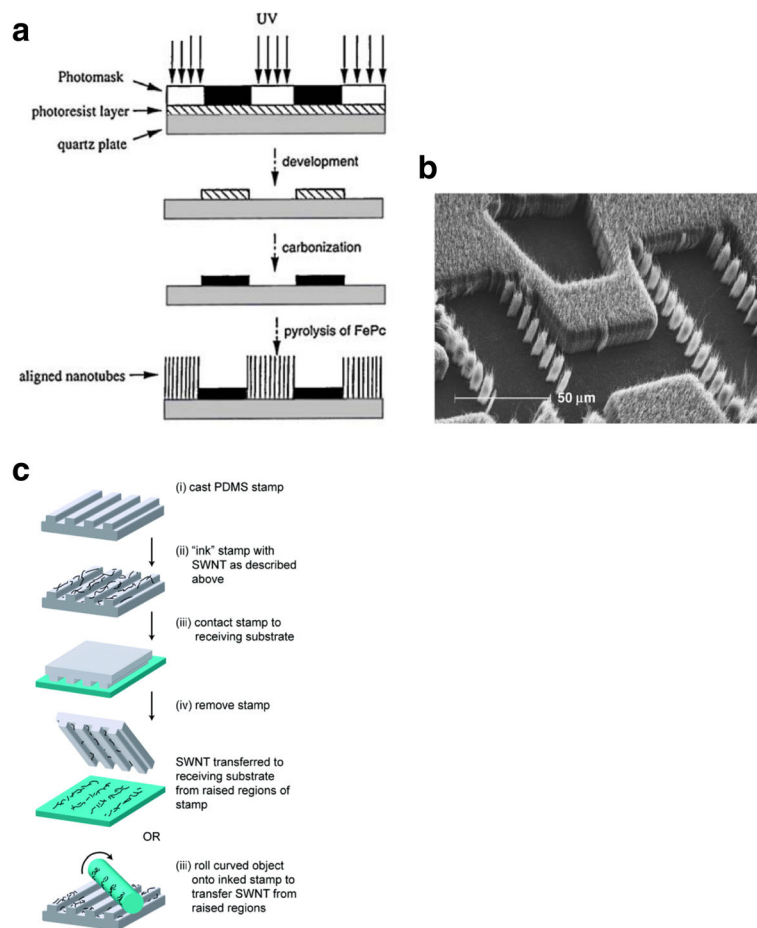 a
UV
Photomask
photoresist layer
quartz plate
development
carbonization
pyrolysis of FePc
aligned nanotubes
b
50 μm
c
(i) cast PDMS stamp
(ii) "ink" stamp with
SWNT as described
above
(iii) contact stamp to
receiving substrate
(iv) remove stamp
SWNT transferred to
receiving substrate
from raised regions of
stamp
OR
(iii) roll curved object
onto inked stamp to
transfer SWNT from
raised regions